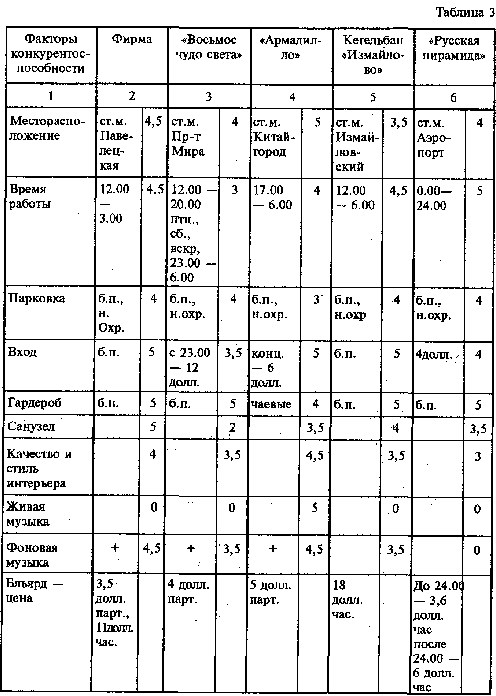 Таблица 3
Факторы конкурентос-пособности Фирма «Восьмое чудо света» «Армадил-ло» Кегельбан «Измайло-во» «Русская пирамида»
1 2 3 4 5 6
Месторасно-ложение ст.м. Паве-лец-кая 4,5 ст.м. Пр-т Мира 4 ст.м. Китай-город 5 ст.м. Измай-лов-ский 3,5 ст.м. Аэро-порт 4
Время работы 12.00 — 3.00 4,5 12.00 — 20.00 птн., сб., вскр, 23.00 — 6.00 3 17.00 — 6.00 4 12.00 — 6.00 4,5 0.00— 24.00 5
Парковка б.п., н. Охр. 4 б.п., н.охр. 4 б.п., н.охр. 3 б.п., н.охр 4 б.п., н.охр. 4
Вход б.п. 5 с 23.00 — 12 долл. 3,5 конц. — 6 долл. 5 б.п. 5 4долл. 4
Гардероб б.п. 5 б.п. 5 чаевые 4 б.п. 5 б.п. 5
Санузел 5 2 3,5 4 3,5
Качество и стиль интерьера 4 3,5 4,5 3,5 3
Живая музыка 0 0 5 0 0
Фоновая музыка + 4,5 + 3,5 + 4,5 3,5 0
Бльярд — цена 3,5 долл. парт., 11долл. час. 4 долл. парт. 5 долл. парт. 18 долл. час. До 24.00 — 3,6 долл. час после 24.00 — 6 долл. час